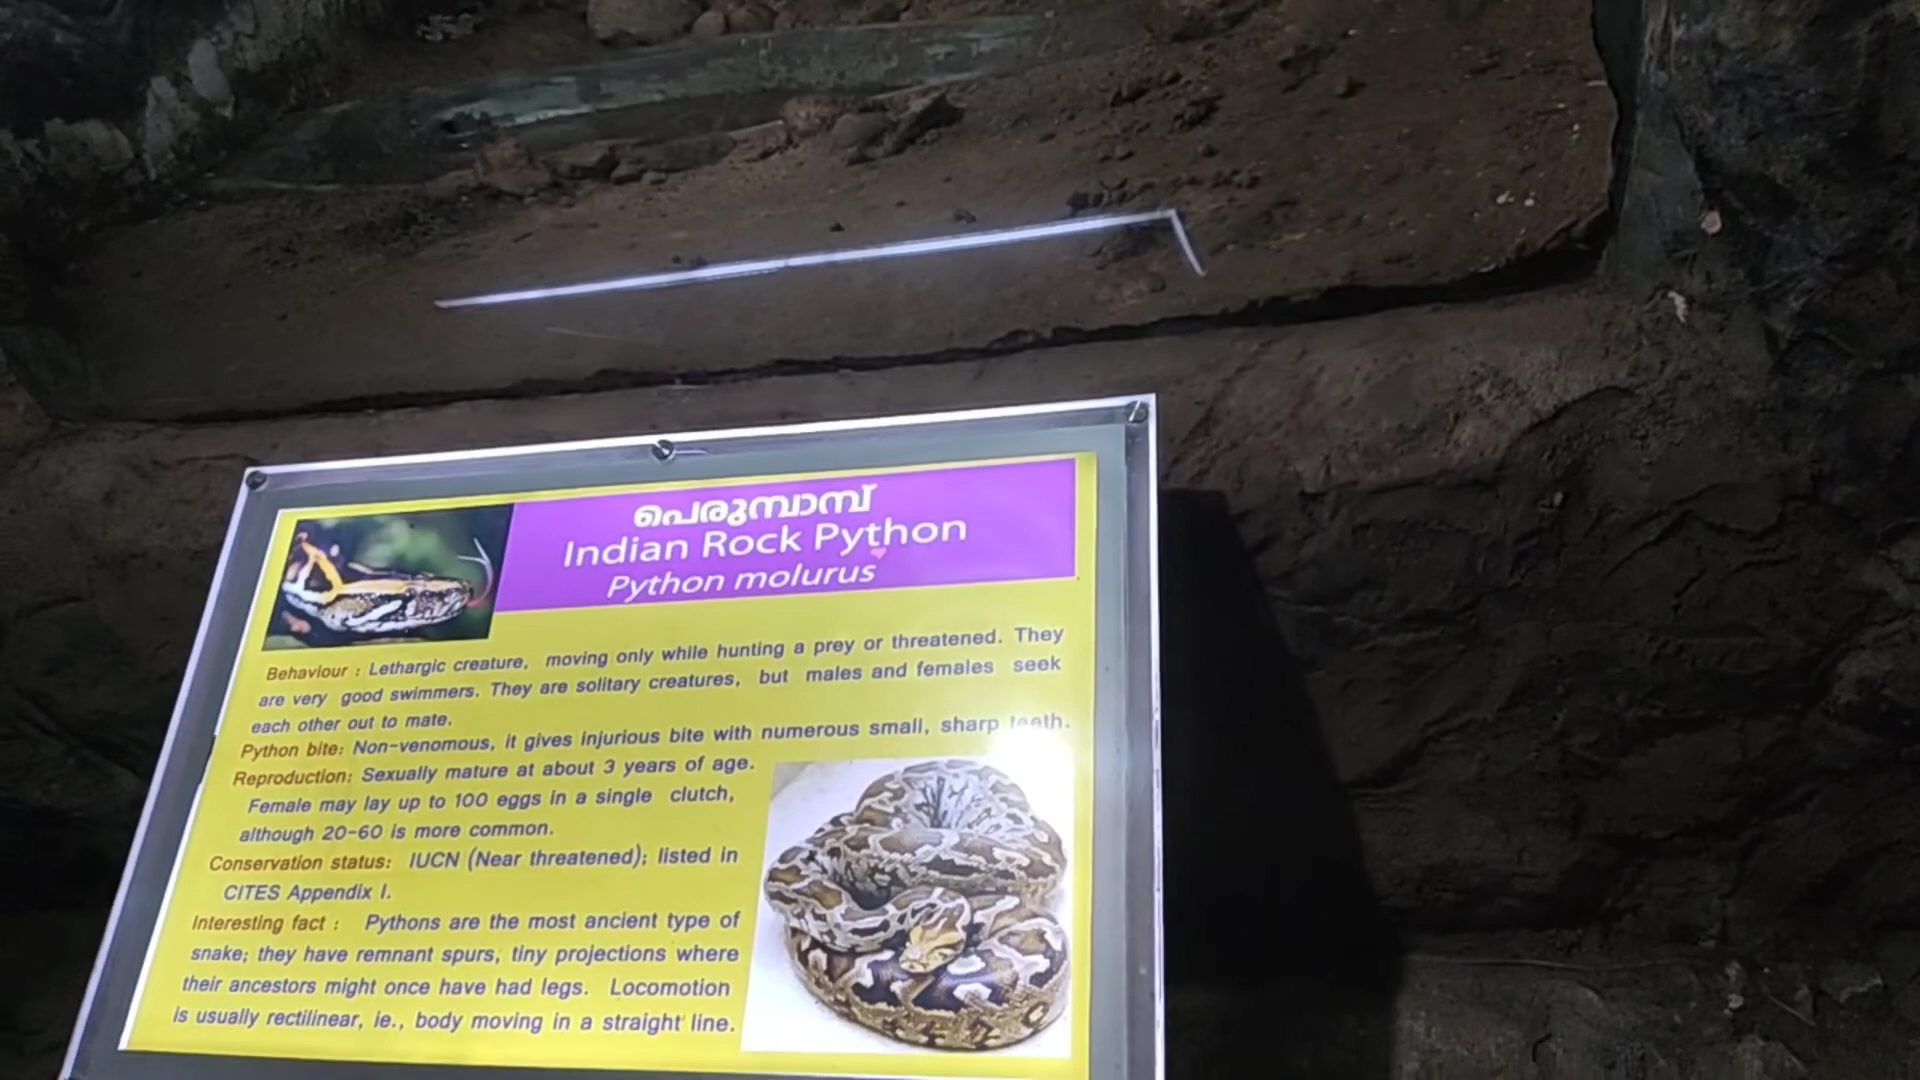 പെരുമ്പാമ്പ്
Indian Rock Python
Python molurus
Behaviour : Lethargic creature, moving only while hunting a prey or threatened. They
are very good swimmers. They are solitary creatures, but males and females seek
each other out to mate.
Python bite: Non-venomous, it gives injurious bite with numerous small, sharp teeth.
Reproduction: Sexually mature at about 3 years of age.
Female may lay up to 100 eggs in a single clutch,
although 20-60 is more common.
Conservation status: IUCN (Near threatened); listed in
CITES Appendix I.
Interesting fact : Pythons are the most ancient type of
snake; they have remnant spurs, tiny projections where
their ancestors might once have had legs. Locomotion
is usually rectilinear, ie., body moving in a straight line.